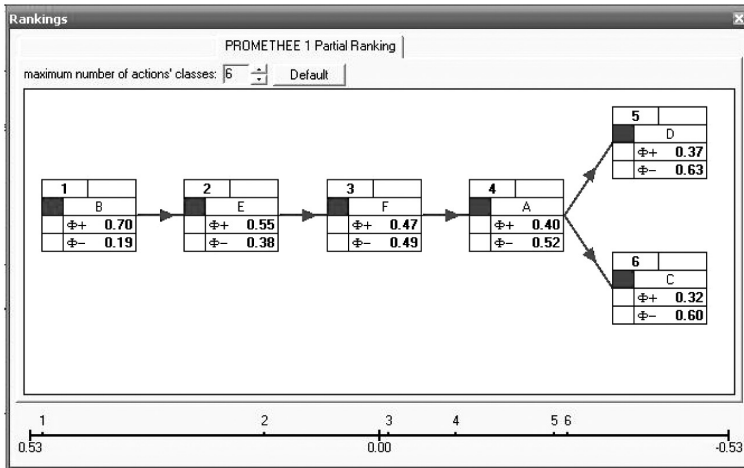 Rankings
PROMETHEE 1 Partial Ranking
maximum number of actions' classes: 6 Default
1
B
Φ+ 0.70
Φ− 0.19
2
E
Φ+ 0.55
Φ− 0.38
3
F
Φ+ 0.47
Φ− 0.49
4
A
Φ+ 0.40
Φ− 0.52
5
D
Φ+ 0.37
Φ− 0.63
6
C
Φ+ 0.32
Φ− 0.60
1 2 3 4 5 6
0.53 0.00 -0.53